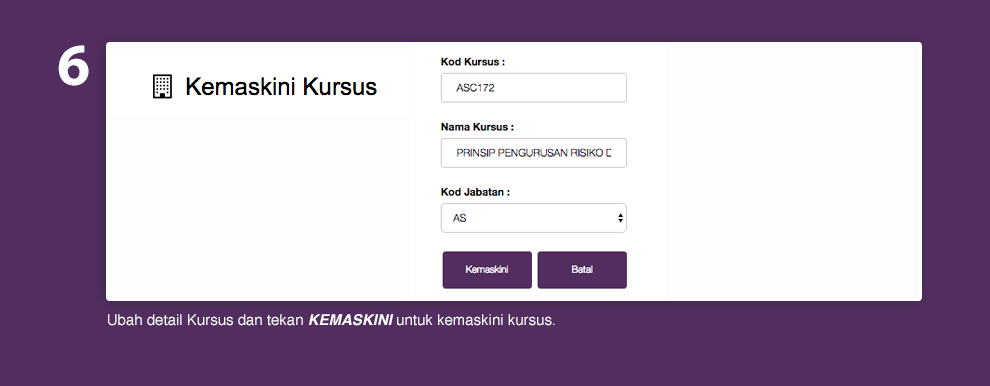 6
Kemaskini Kursus
Kod Kursus :
ASC172
Nama Kursus :
PRINSIP PENGURUSAN RISIKO D
Kod Jabatan :
AS
Kemaskini
Batal
Ubah detail Kursus dan tekan KEMASKINI untuk kemaskini kursus.